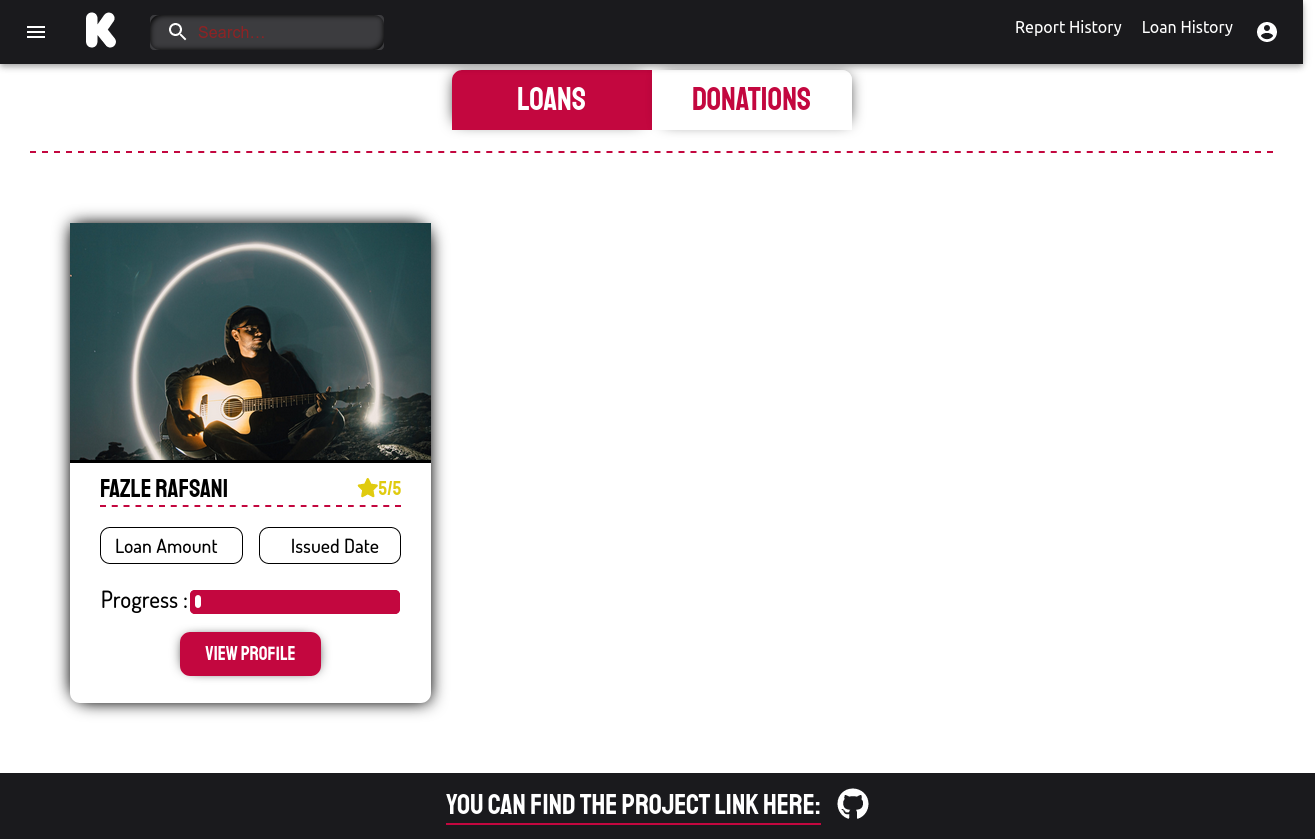 K
Search ...
Report History
Loan History
LOANS
DONATIONS
FAZLE RAFSANI
5/5
Loan Amount
Issued Date
Progress :
VIEW PROFILE
YOU CAN FIND THE PROJECT LINK HERE: